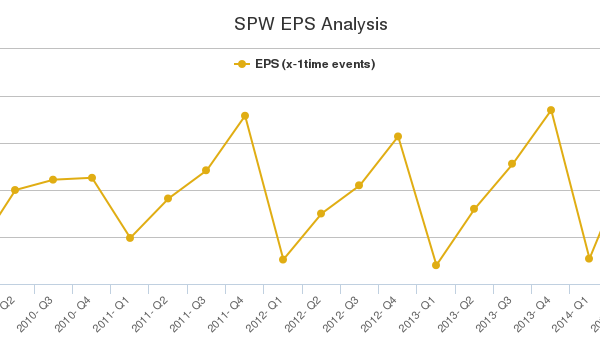 SPW EPS Analysis
EPS (x-1time events)
Q2
2010- Q3
2010- Q4
2011- Q1
2011- Q2
2011- Q3
2011- Q4
2012- Q1
2012- Q2
2012- Q3
2012- Q4
2013- Q1
2013- Q2
2013- Q3
2013- Q4
2014- Q1